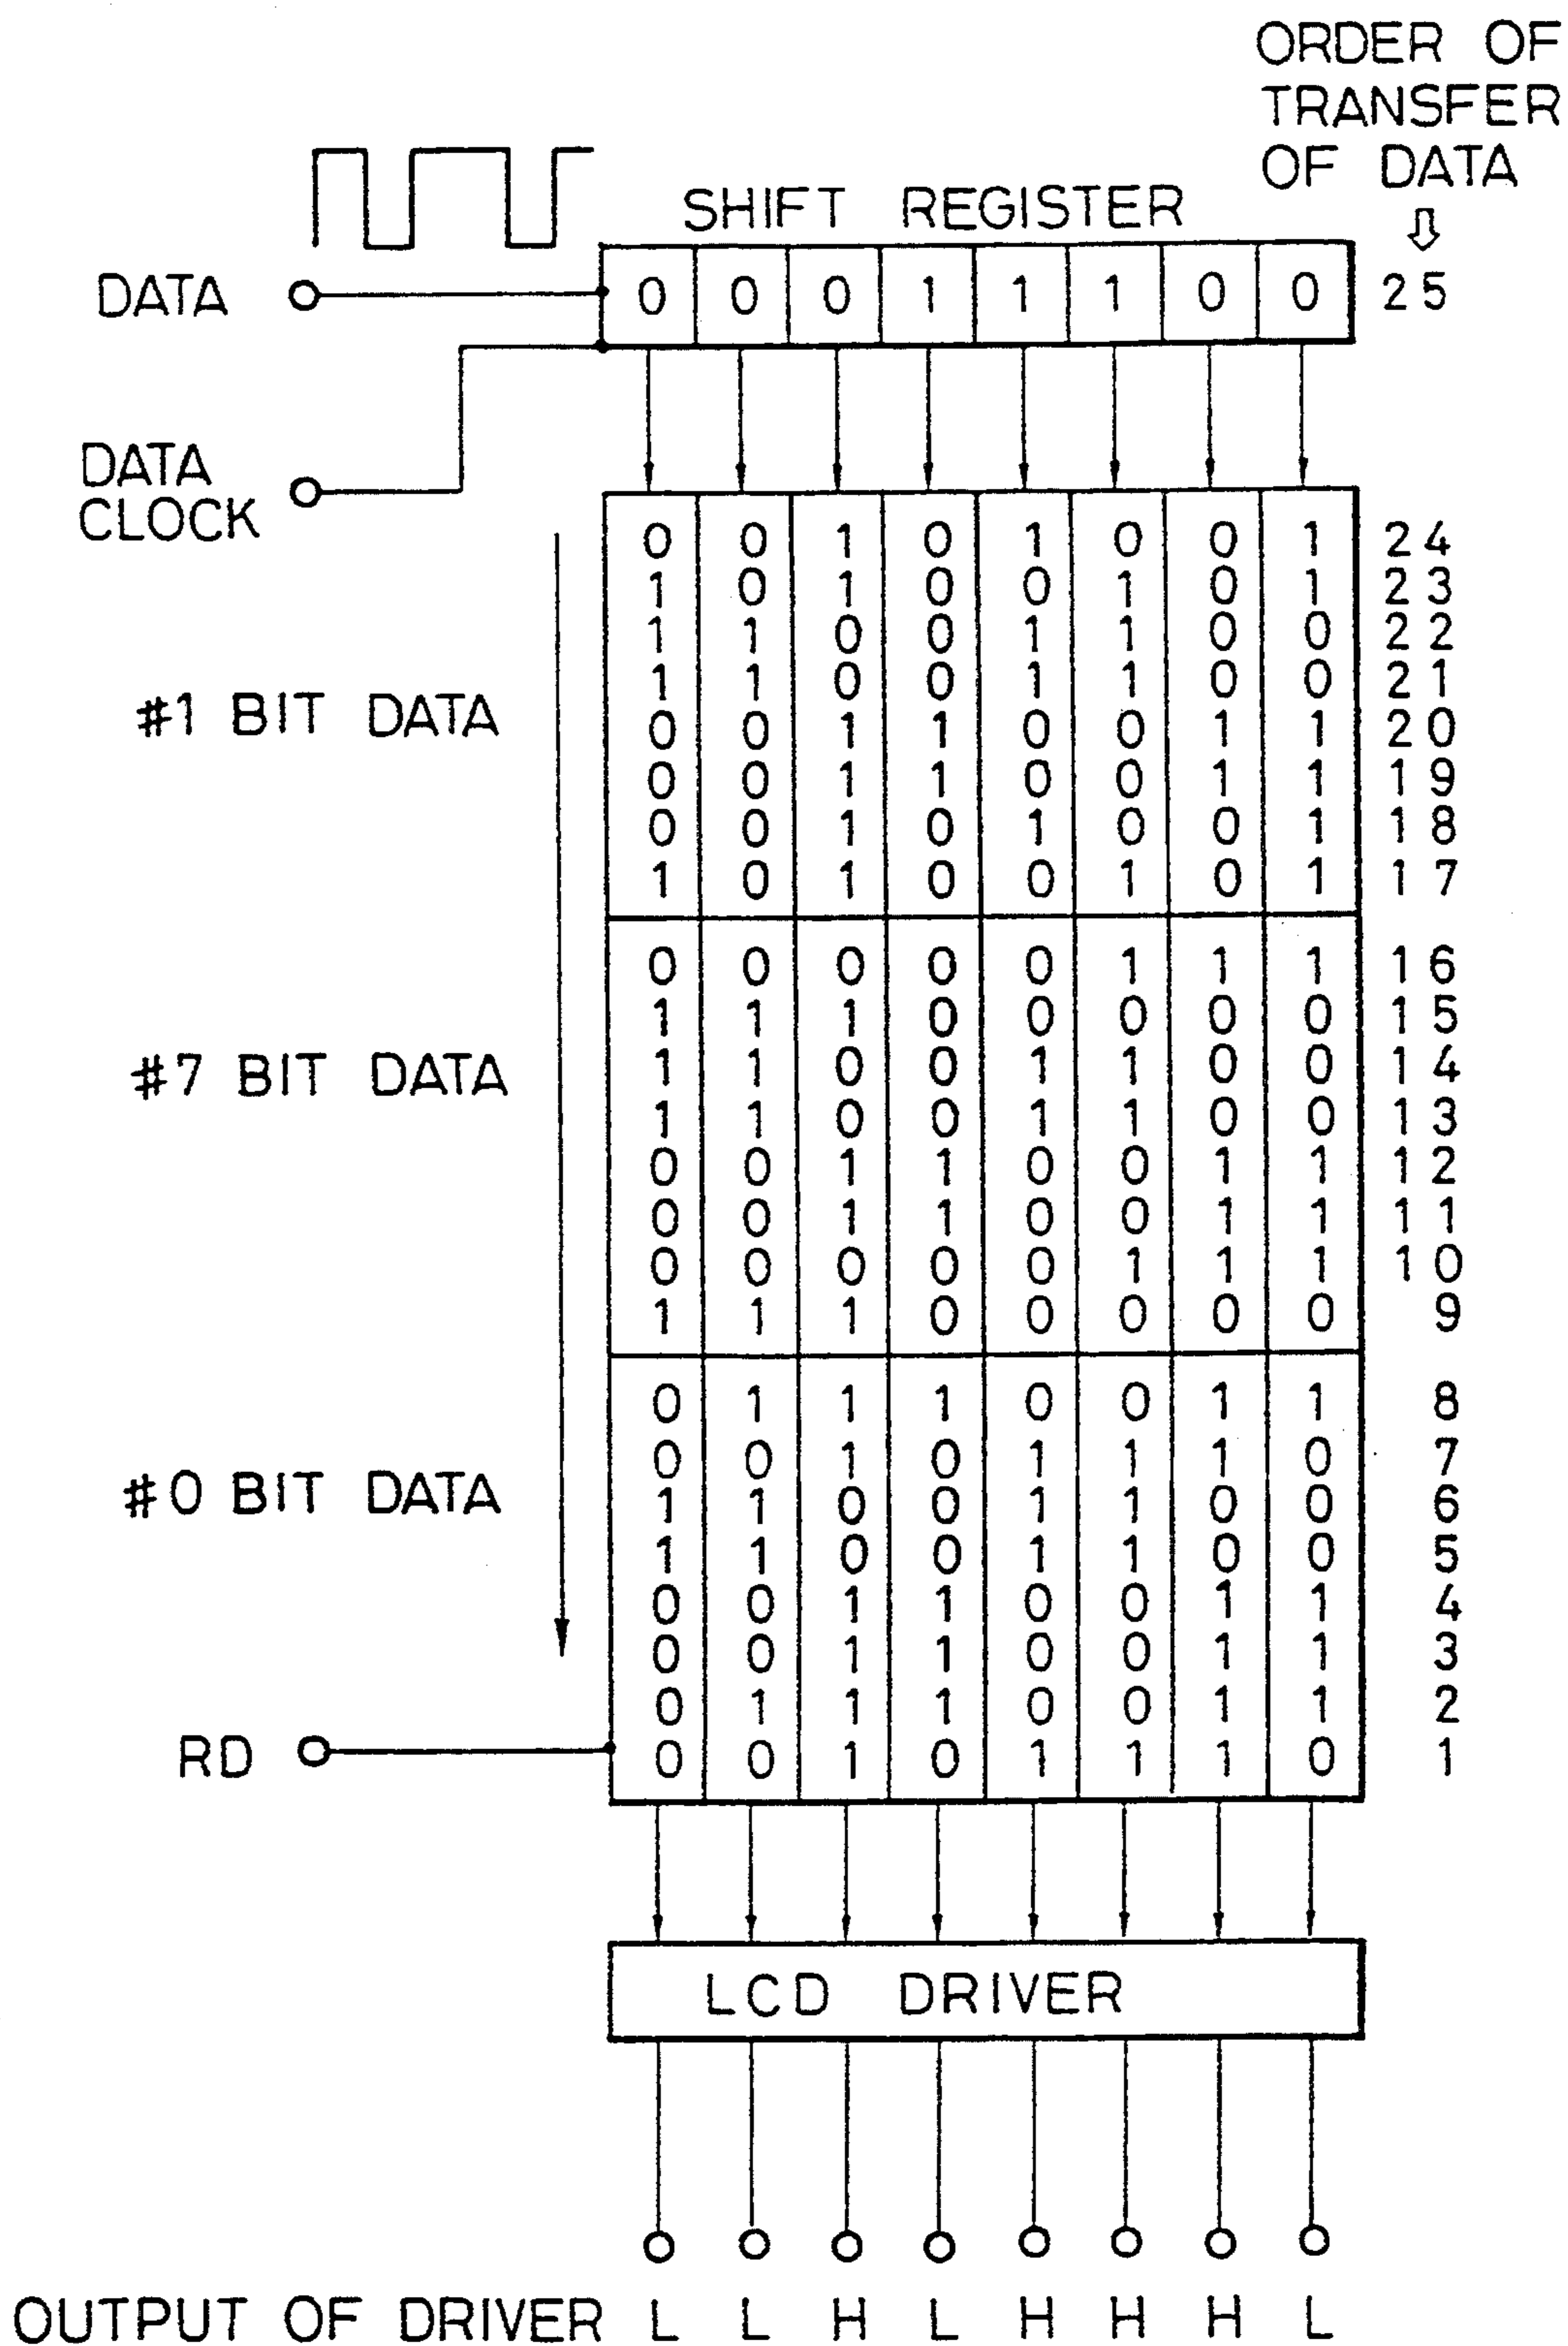 ORDER OF
TRANSFER
OF DATA
SHIFT REGISTER
DATA
0 0 0 1 1 1 0 0 25
DATA
CLOCK
0 0 1 0 1 0 0 1 24
1 0 1 0 0 1 0 1 23
1 1 0 0 1 1 0 0 22
1 1 0 0 1 1 0 0 21
#1 BIT DATA
0 0 1 1 0 0 1 1 20
0 0 1 1 0 0 1 1 19
0 0 1 0 1 0 0 1 18
1 0 1 0 0 1 0 1 17
0 0 0 0 0 1 1 1 16
1 1 1 0 0 0 0 0 15
#7 BIT DATA
1 1 0 0 1 1 0 0 14
1 1 0 0 1 1 0 0 13
0 0 1 1 0 0 1 1 12
0 0 1 1 0 0 1 1 11
0 0 0 0 0 1 1 1 10
1 1 1 0 0 0 0 0 9
0 1 1 1 0 0 1 1 8
0 0 1 0 1 1 1 0 7
#0 BIT DATA
1 1 0 0 1 1 0 0 6
1 1 0 0 1 1 0 0 5
0 0 1 1 0 0 1 1 4
0 0 1 1 0 0 1 1 3
0 1 1 1 0 0 1 1 2
RD
0 0 1 0 1 1 1 0 1
LCD DRIVER
OUTPUT OF DRIVER L L H L H H H L